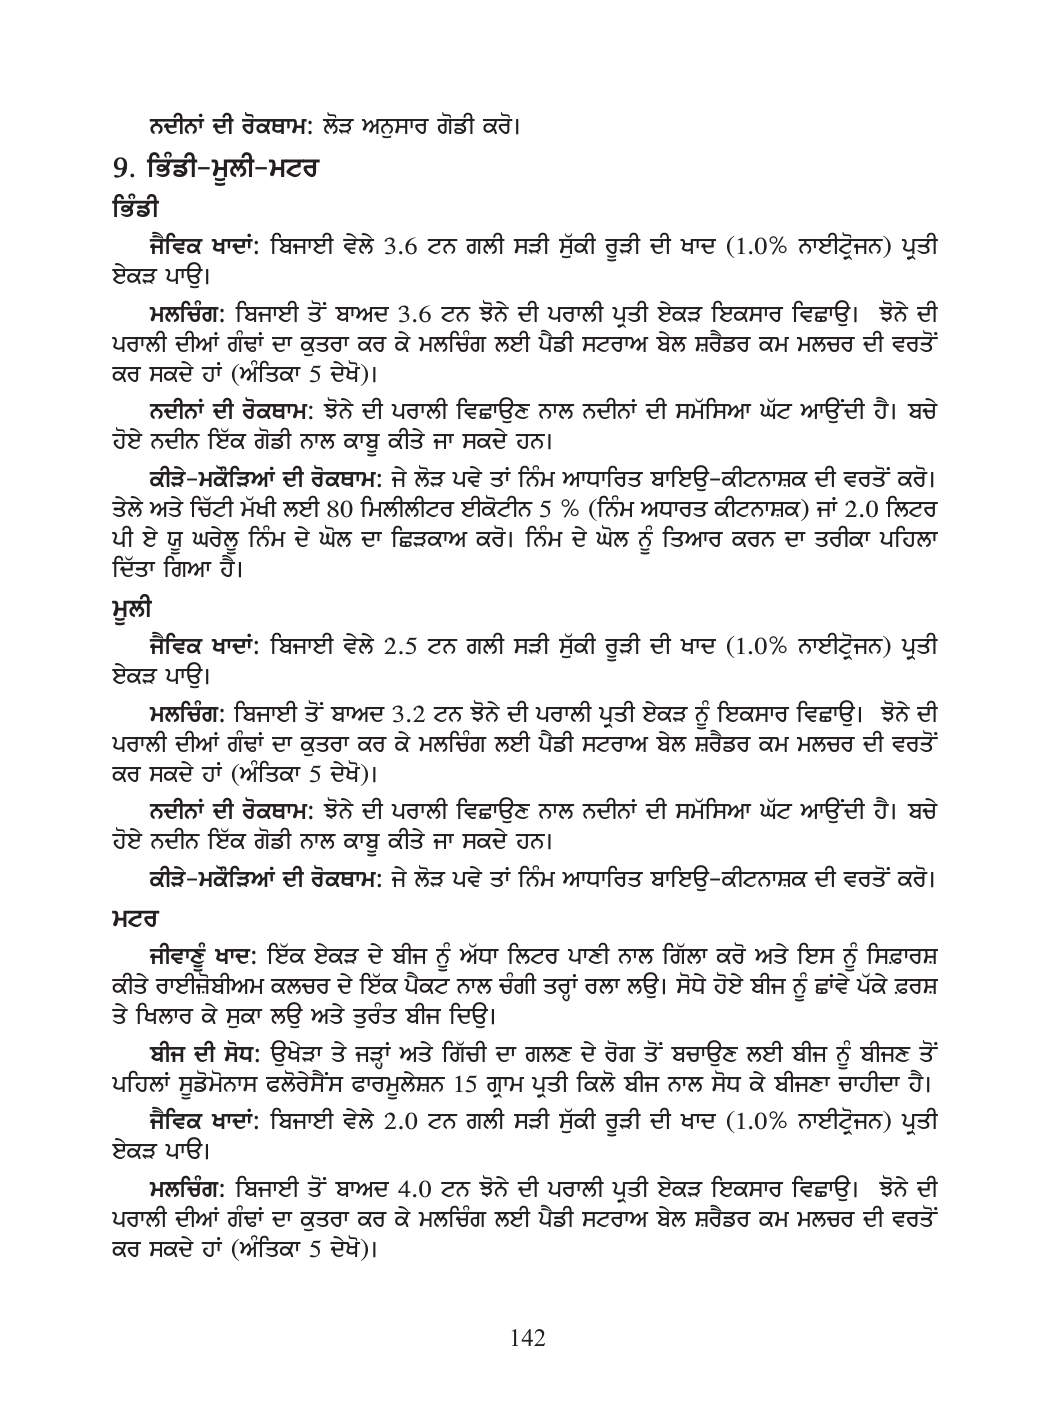 ਨਦੀਨਾਂ ਦੀ ਰੋਕਥਾਮ: ਲੋੜ ਅਨੁਸਾਰ ਗੋਡੀ ਕਰੋ।
9. ਭਿੰਡੀ-ਮੂਲੀ-ਮਟਰ
ਭਿੰਡੀ
ਜੈਵਿਕ ਖਾਦਾਂ: ਬਿਜਾਈ ਵੇਲੇ 3.6 ਟਨ ਗਲੀ ਸੜੀ ਸੁੱਕੀ ਰੂੜੀ ਦੀ ਖਾਦ (1.0% ਨਾਈਟ੍ਰੋਜਨ) ਪ੍ਰਤੀ
ਏਕੜ ਪਾਉ।
ਮਲਚਿੰਗ: ਬਿਜਾਈ ਤੋਂ ਬਾਅਦ 3.6 ਟਨ ਝੋਨੇ ਦੀ ਪਰਾਲੀ ਪ੍ਰਤੀ ਏਕੜ ਇਕਸਾਰ ਵਿਛਾਉ। ਝੋਨੇ ਦੀ
ਪਰਾਲੀ ਦੀਆਂ ਗੰਢਾਂ ਦਾ ਕੁਤਰਾ ਕਰ ਕੇ ਮਲਚਿੰਗ ਲਈ ਪੈਡੀ ਸਟਰਾਅ ਬੇਲ ਸ਼ਰੈਡਰ ਕਮ ਮਲਚਰ ਦੀ ਵਰਤੋਂ
ਕਰ ਸਕਦੇ ਹਾਂ (ਅੰਤਿਕਾ 5 ਦੇਖੋ)।
ਨਦੀਨਾਂ ਦੀ ਰੋਕਥਾਮ: ਝੋਨੇ ਦੀ ਪਰਾਲੀ ਵਿਛਾਉਣ ਨਾਲ ਨਦੀਨਾਂ ਦੀ ਸਮੱਸਿਆ ਘੱਟ ਆਉਂਦੀ ਹੈ। ਬਚੇ
ਹੋਏ ਨਦੀਨ ਇੱਕ ਗੋਡੀ ਨਾਲ ਕਾਬੂ ਕੀਤੇ ਜਾ ਸਕਦੇ ਹਨ।
ਕੀੜੇ-ਮਕੌੜਿਆਂ ਦੀ ਰੋਕਥਾਮ: ਜੇ ਲੋੜ ਪਵੇ ਤਾਂ ਨਿੰਮ ਆਧਾਰਿਤ ਬਾਇਉ-ਕੀਟਨਾਸ਼ਕ ਦੀ ਵਰਤੋਂ ਕਰੋ।
ਤੇਲੇ ਅਤੇ ਚਿੱਟੀ ਮੱਖੀ ਲਈ 80 ਮਿਲੀਲੀਟਰ ਈਕੋਟੀਨ 5 % (ਨਿੰਮ ਅਧਾਰਤ ਕੀਟਨਾਸ਼ਕ) ਜਾਂ 2.0 ਲਿਟਰ
ਪੀ ਏ ਯੂ ਘਰੇਲੂ ਨਿੰਮ ਦੇ ਘੋਲ ਦਾ ਛਿੜਕਾਅ ਕਰੋ। ਨਿੰਮ ਦੇ ਘੋਲ ਨੂੰ ਤਿਆਰ ਕਰਨ ਦਾ ਤਰੀਕਾ ਪਹਿਲਾ
ਦਿੱਤਾ ਗਿਆ ਹੈ।
ਮੂਲੀ
ਜੈਵਿਕ ਖਾਦਾਂ: ਬਿਜਾਈ ਵੇਲੇ 2.5 ਟਨ ਗਲੀ ਸੜੀ ਸੁੱਕੀ ਰੂੜੀ ਦੀ ਖਾਦ (1.0% ਨਾਈਟ੍ਰੋਜਨ) ਪ੍ਰਤੀ
ਏਕੜ ਪਾਉ।
ਮਲਚਿੰਗ: ਬਿਜਾਈ ਤੋਂ ਬਾਅਦ 3.2 ਟਨ ਝੋਨੇ ਦੀ ਪਰਾਲੀ ਪ੍ਰਤੀ ਏਕੜ ਨੂੰ ਇਕਸਾਰ ਵਿਛਾਉ। ਝੋਨੇ ਦੀ
ਪਰਾਲੀ ਦੀਆਂ ਗੰਢਾਂ ਦਾ ਕੁਤਰਾ ਕਰ ਕੇ ਮਲਚਿੰਗ ਲਈ ਪੈਡੀ ਸਟਰਾਅ ਬੇਲ ਸ਼ਰੈਡਰ ਕਮ ਮਲਚਰ ਦੀ ਵਰਤੋਂ
ਕਰ ਸਕਦੇ ਹਾਂ (ਅੰਤਿਕਾ 5 ਦੇਖੋ)।
ਨਦੀਨਾਂ ਦੀ ਰੋਕਥਾਮ: ਝੋਨੇ ਦੀ ਪਰਾਲੀ ਵਿਛਾਉਣ ਨਾਲ ਨਦੀਨਾਂ ਦੀ ਸਮੱਸਿਆ ਘੱਟ ਆਉਂਦੀ ਹੈ। ਬਚੇ
ਹੋਏ ਨਦੀਨ ਇੱਕ ਗੋਡੀ ਨਾਲ ਕਾਬੂ ਕੀਤੇ ਜਾ ਸਕਦੇ ਹਨ।
ਕੀੜੇ-ਮਕੌੜਿਆਂ ਦੀ ਰੋਕਥਾਮ: ਜੇ ਲੋੜ ਪਵੇ ਤਾਂ ਨਿੰਮ ਆਧਾਰਿਤ ਬਾਇਉ-ਕੀਟਨਾਸ਼ਕ ਦੀ ਵਰਤੋਂ ਕਰੋ।
ਮਟਰ
ਜੀਵਾਣੂੰ ਖਾਦ: ਇੱਕ ਏਕੜ ਦੇ ਬੀਜ ਨੂੰ ਅੱਧਾ ਲਿਟਰ ਪਾਣੀ ਨਾਲ ਗਿੱਲਾ ਕਰੋ ਅਤੇ ਇਸ ਨੂੰ ਸਿਫ਼ਾਰਸ਼
ਕੀਤੇ ਰਾਈਜ਼ੋਬੀਅਮ ਕਲਚਰ ਦੇ ਇੱਕ ਪੈਕਟ ਨਾਲ ਚੰਗੀ ਤਰ੍ਹਾਂ ਰਲਾ ਲਉ। ਸੋਧੇ ਹੋਏ ਬੀਜ ਨੂੰ ਛਾਂਵੇ ਪੱਕੇ ਫ਼ਰਸ਼
ਤੇ ਖਿਲਾਰ ਕੇ ਸੁਕਾ ਲਉ ਅਤੇ ਤੁਰੰਤ ਬੀਜ ਦਿਉ।
ਬੀਜ ਦੀ ਸੋਧ: ਉਖੇੜਾ ਤੇ ਜੜ੍ਹਾਂ ਅਤੇ ਗਿੱਚੀ ਦਾ ਗਲਣ ਦੇ ਰੋਗ ਤੋਂ ਬਚਾਉਣ ਲਈ ਬੀਜ ਨੂੰ ਬੀਜਣ ਤੋਂ
ਪਹਿਲਾਂ ਸੂਡੋਮੋਨਾਸ ਫਲੋਰੇਸੈਂਸ ਫਾਰਮੂਲੇਸ਼ਨ 15 ਗ੍ਰਾਮ ਪ੍ਰਤੀ ਕਿਲੋ ਬੀਜ ਨਾਲ ਸੋਧ ਕੇ ਬੀਜਣਾ ਚਾਹੀਦਾ ਹੈ।
ਜੈਵਿਕ ਖਾਦਾਂ: ਬਿਜਾਈ ਵੇਲੇ 2.0 ਟਨ ਗਲੀ ਸੜੀ ਸੁੱਕੀ ਰੂੜੀ ਦੀ ਖਾਦ (1.0% ਨਾਈਟ੍ਰੋਜਨ) ਪ੍ਰਤੀ
ਏਕੜ ਪਾਓ।
ਮਲਚਿੰਗ: ਬਿਜਾਈ ਤੋਂ ਬਾਅਦ 4.0 ਟਨ ਝੋਨੇ ਦੀ ਪਰਾਲੀ ਪ੍ਰਤੀ ਏਕੜ ਇਕਸਾਰ ਵਿਛਾਉ। ਝੋਨੇ ਦੀ
ਪਰਾਲੀ ਦੀਆਂ ਗੰਢਾਂ ਦਾ ਕੁਤਰਾ ਕਰ ਕੇ ਮਲਚਿੰਗ ਲਈ ਪੈਡੀ ਸਟਰਾਅ ਬੇਲ ਸ਼ਰੈਡਰ ਕਮ ਮਲਚਰ ਦੀ ਵਰਤੋਂ
ਕਰ ਸਕਦੇ ਹਾਂ (ਅੰਤਿਕਾ 5 ਦੇਖੋ)।
142